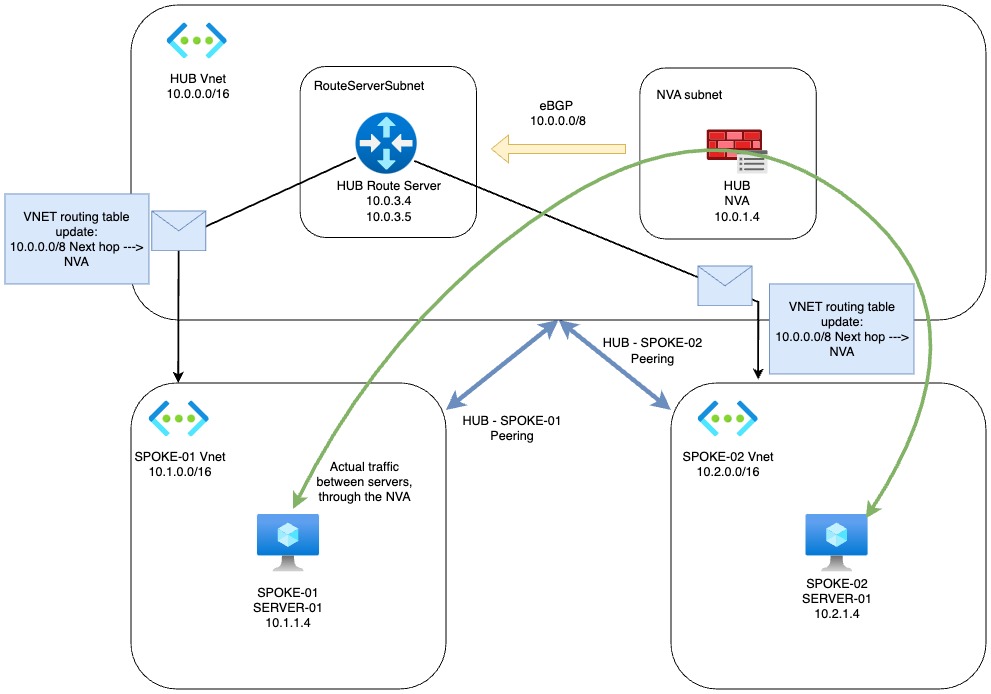 HUB Vnet
10.0.0.0/16
RouteServerSubnet
HUB Route Server
10.0.3.4
10.0.3.5
eBGP
10.0.0.0/8
NVA subnet
HUB
NVA
10.0.1.4
VNET routing table
update:
10.0.0.0/8 Next hop --->
NVA
VNET routing table
update:
10.0.0.0/8 Next hop --->
NVA
HUB - SPOKE-02
Peering
HUB - SPOKE-01
Peering
SPOKE-01 Vnet
10.1.0.0/16
Actual traffic
between servers,
through the NVA
SPOKE-01
SERVER-01
10.1.1.4
SPOKE-02 Vnet
10.2.0.0/16
SPOKE-02
SERVER-01
10.2.1.4